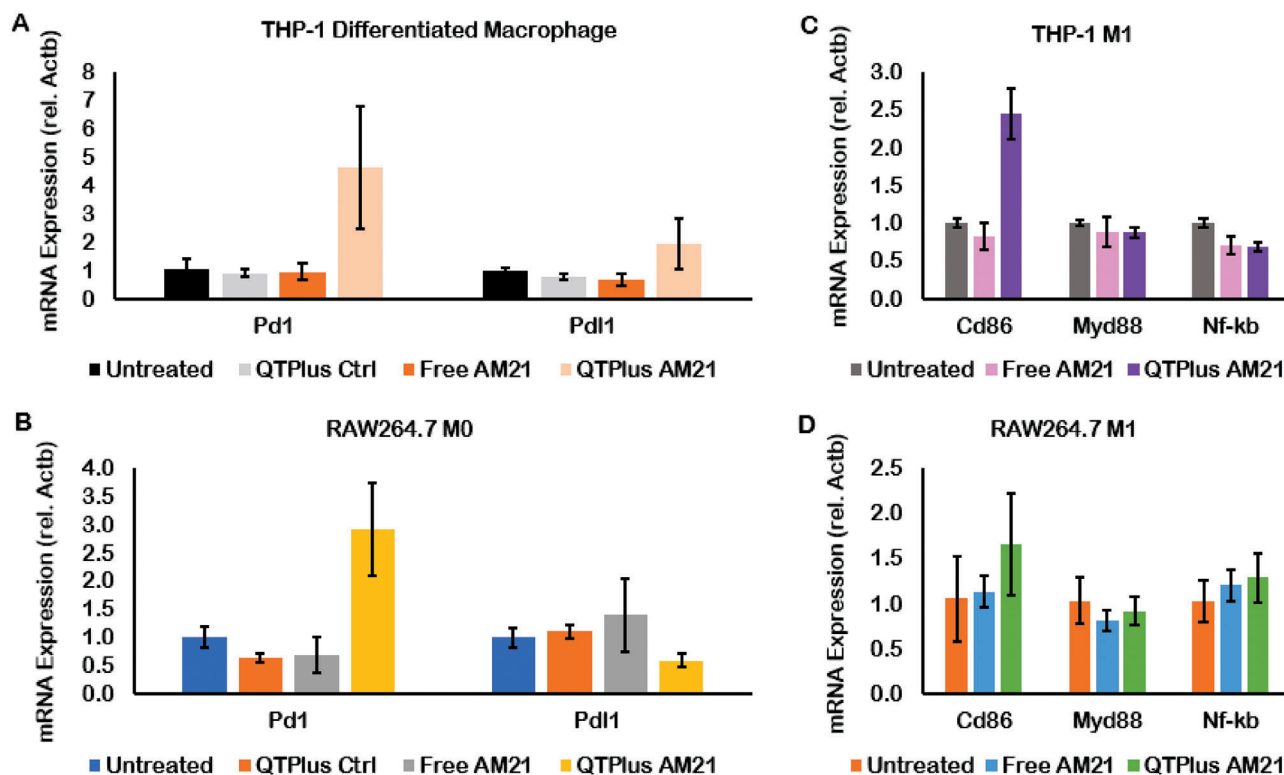 A
THP-1 Differentiated Macrophage
mRNA Expression (rel. Actb)
8
7
6
5
4
3
2
1
0
Pd1
Pdl1
Untreated QTPlus Ctrl Free AM21 QTPlus AM21
B
RAW264.7 M0
mRNA Expression (rel. Actb)
4.0
3.5
3.0
2.5
2.0
1.5
1.0
0.5
0.0
Pd1
Pdl1
Untreated QTPlus Ctrl Free AM21 QTPlus AM21
C
THP-1 M1
mRNA Expression (rel. Actb)
3.0
2.5
2.0
1.5
1.0
0.5
0.0
Cd86 Myd88 Nf-kb
Untreated Free AM21 QTPlus AM21
D
RAW264.7 M1
mRNA Expression (rel. Actb)
2.5
2.0
1.5
1.0
0.5
0.0
Cd86 Myd88 Nf-kb
Untreated Free AM21 QTPlus AM21